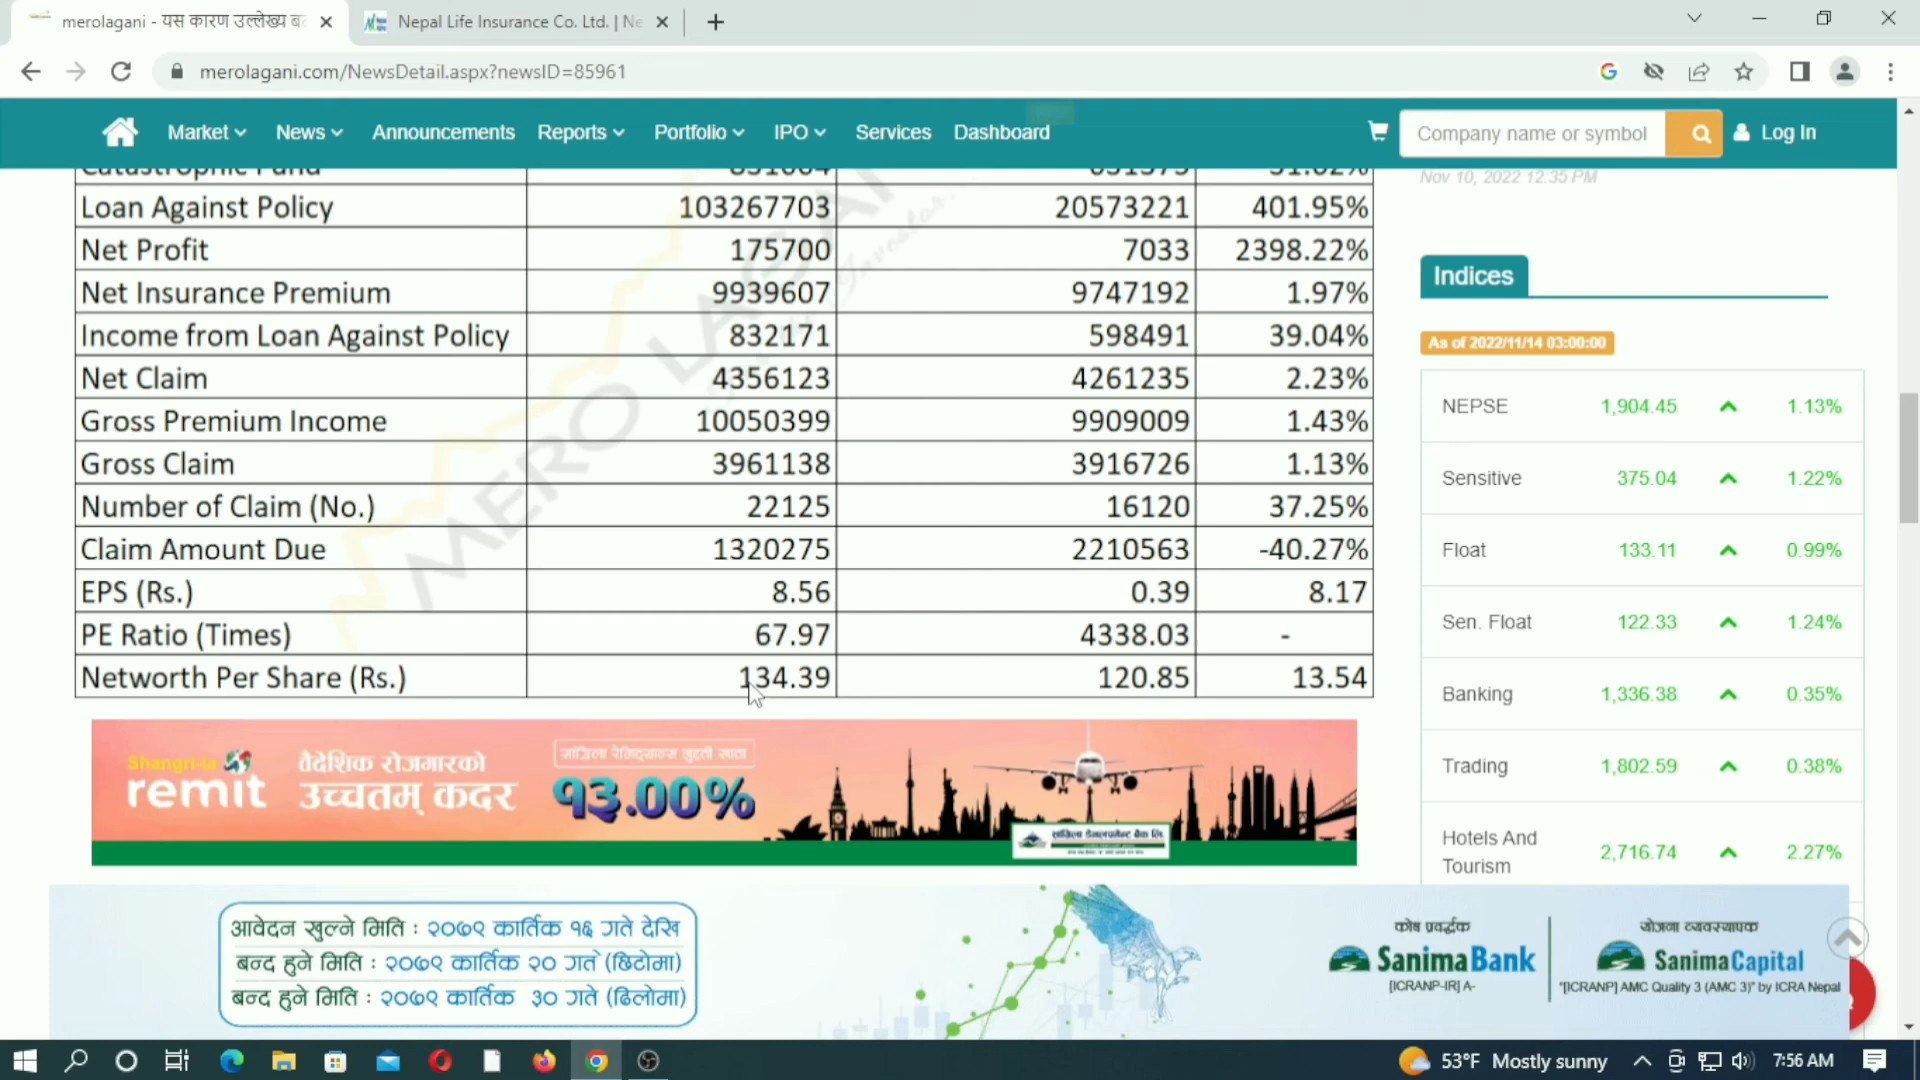 merolagani - यस कारण उल्लेख्य
Nepal Life Insurance Co. Ltd. | Ne
merolagani.com/NewsDetail.aspx?newsID=85961
Market News Announcements Reports Portfolio IPO Services Dashboard
Company name or symbol
Log In
Catastrophic Fund
Loan Against Policy 103267703 20573221 401.95%
Net Profit 175700 7033 2398.22%
Net Insurance Premium 9939607 9747192 1.97%
Income from Loan Against Policy 832171 598491 39.04%
Net Claim 4356123 4261235 2.23%
Gross Premium Income 10050399 9909009 1.43%
Gross Claim 3961138 3916726 1.13%
Number of Claim (No.) 22125 16120 37.25%
Claim Amount Due 1320275 2210563 -40.27%
EPS (Rs.) 8.56 0.39 8.17
PE Ratio (Times) 67.97 4338.03 -
Networth Per Share (Rs.) 134.39 120.85 13.54
MERO LAGANI
Nov 10, 2022 12.35 PM
Indices
As of 2022/11/14 03:00:00
NEPSE 1,904.45 1.13%
Sensitive 375.04 1.22%
Float 133.11 0.99%
Sen. Float 122.33 1.24%
Banking 1,336.38 0.35%
Trading 1,802.59 0.38%
Hotels And
Tourism 2,716.74 2.27%
Shangri-la
remit
वैदेशिक रोजगारको
उच्चतम् कदर
१३.00%
आवेदन खुल्ने मिति : २०७९ कार्तिक १६ गते देखि
बन्द हुने मिति : २०७९ कार्तिक २० गते (छिटोमा)
बन्द हुने मिति : २०७९ कार्तिक ३० गते (ढिलोमा)
कोष प्रवर्द्धक
SanimaBank
[ICRANP-IR] A-
योजना व्यवस्थापक
SanimaCapital
"[ICRANP] AMC Quality 3 (AMC 3)" by ICRA Nepal
53°F Mostly sunny
7:56 AM